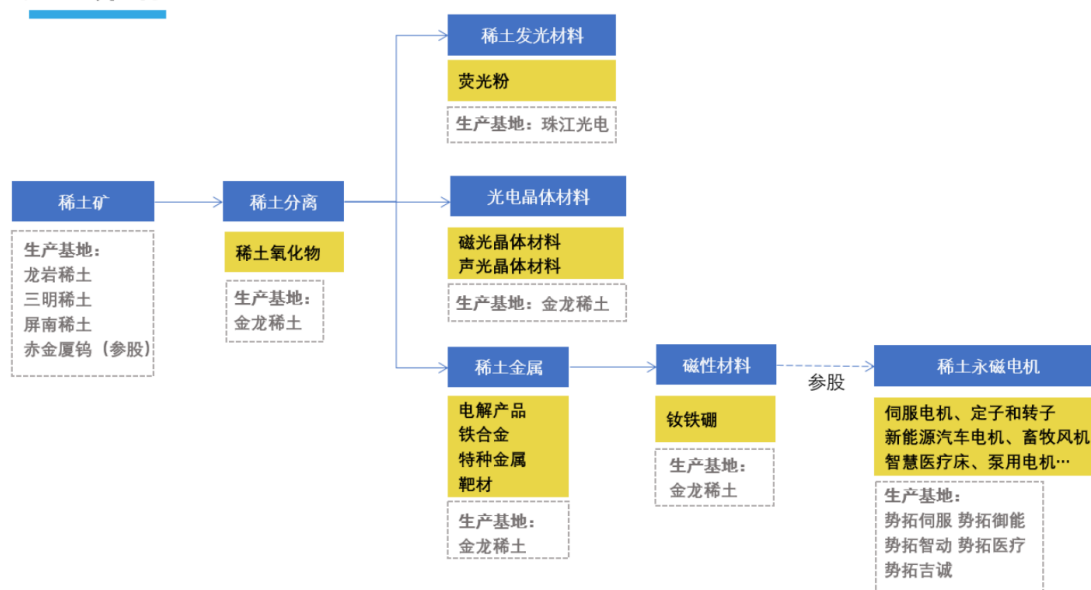 稀土发光材料
荧光粉
生产基地：珠江光电
稀土矿
生产基地：
龙岩稀土
三明稀土
屏南稀土
赤金厦钨（参股）
稀土分离
稀土氧化物
生产基地：
金龙稀土
光电晶体材料
磁光晶体材料
声光晶体材料
生产基地：金龙稀土
稀土金属
电解产品
铁合金
特种金属
靶材
生产基地：
金龙稀土
磁性材料
钕铁硼
生产基地：
金龙稀土
参股
稀土永磁电机
伺服电机、定子和转子
新能源汽车电机、畜牧风机
智慧医疗床、泵用电机…
生产基地：
势拓伺服 势拓御能
势拓智动 势拓医疗
势拓吉诚